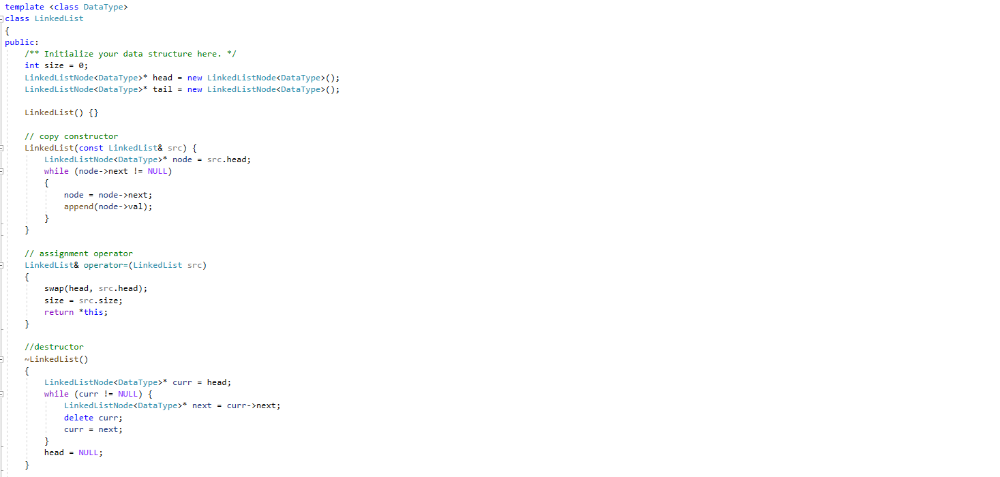 template <class DataType>
class LinkedList
{
public:
    /** Initialize your data structure here. */
    int size = 0;
    LinkedListNode<DataType>* head = new LinkedListNode<DataType>();
    LinkedListNode<DataType>* tail = new LinkedListNode<DataType>();

    LinkedList() {}

    // copy constructor
    LinkedList(const LinkedList& src) {
        LinkedListNode<DataType>* node = src.head;
        while (node->next != NULL)
        {
            node = node->next;
            append(node->val);
        }
    }

    // assignment operator
    LinkedList& operator=(LinkedList src)
    {
        swap(head, src.head);
        size = src.size;
        return *this;
    }

    //destructor
    ~LinkedList()
    {
        LinkedListNode<DataType>* curr = head;
        while (curr != NULL) {
            LinkedListNode<DataType>* next = curr->next;
            delete curr;
            curr = next;
        }
        head = NULL;
    }